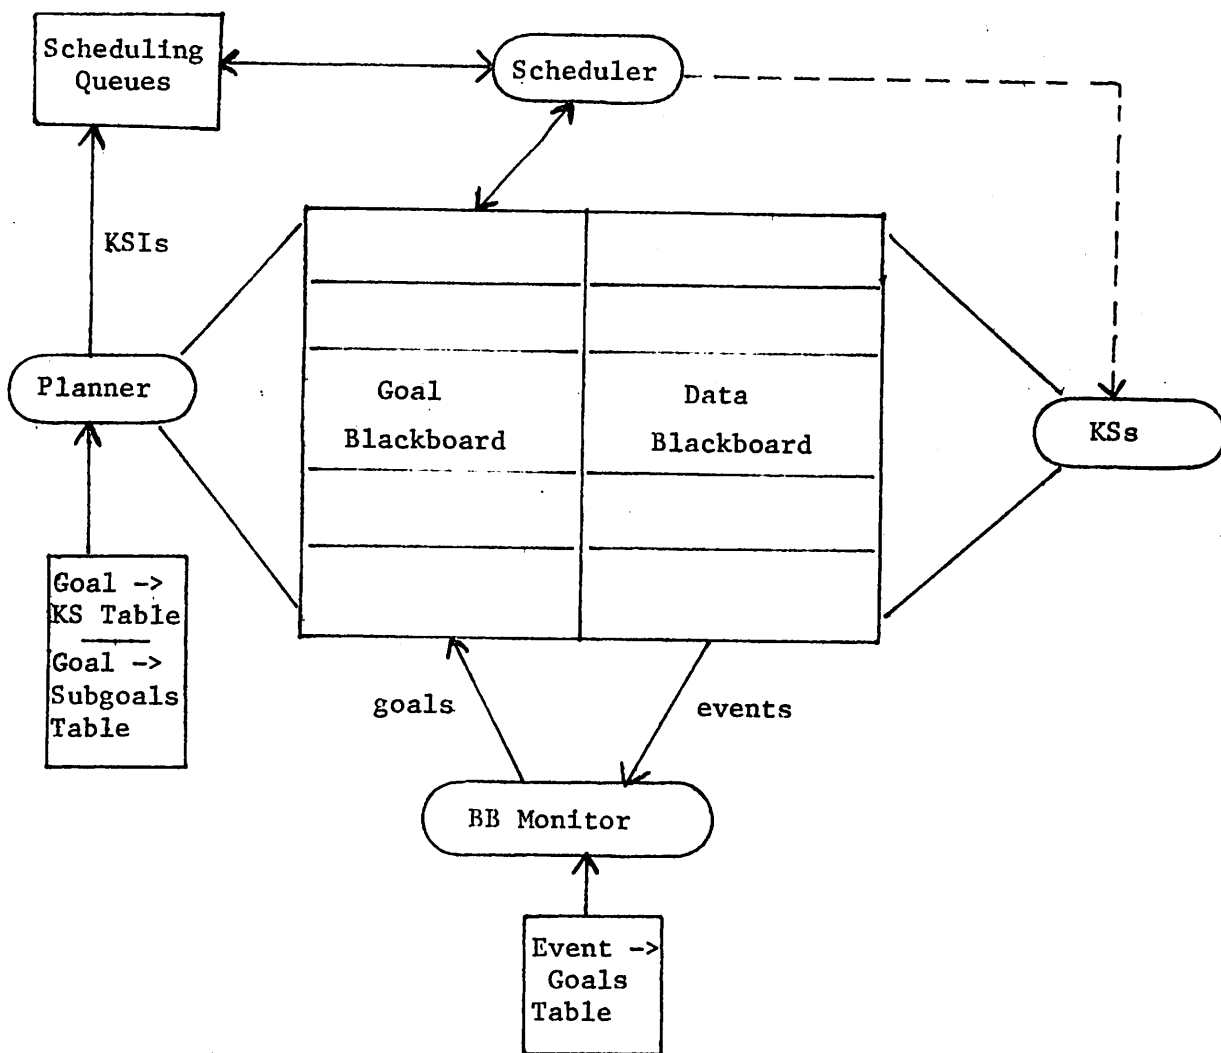 Scheduling
Queues
Scheduler
KSIs
Planner
Goal
Blackboard
Data
Blackboard
KSs
Goal ->
KS Table
Goal ->
Subgoals
Table
goals
events
BB Monitor
Event ->
Goals
Table